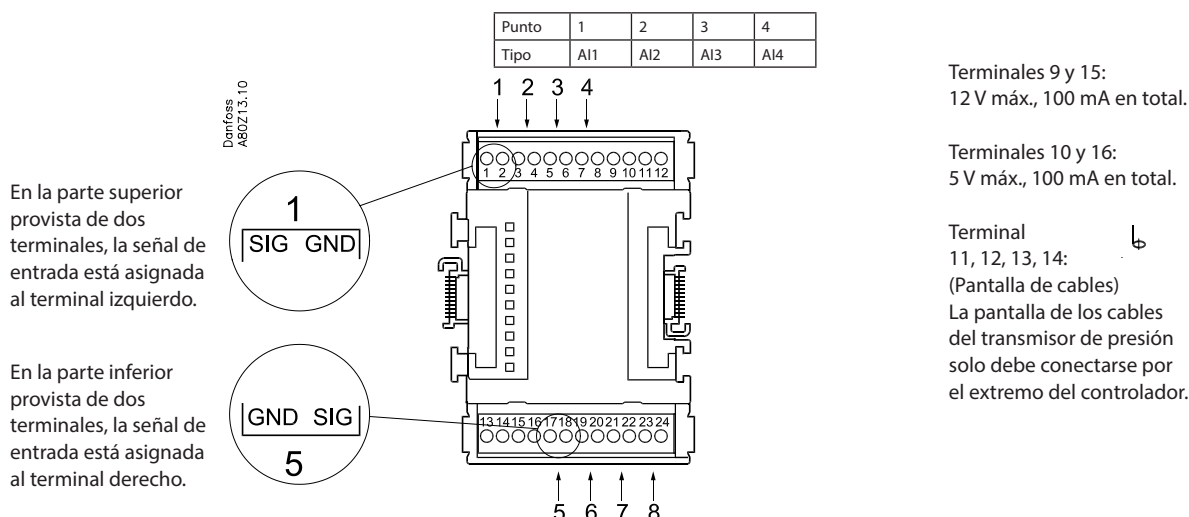 Punto 1 2 3 4
Tipo AI1 AI2 AI3 AI4
1 2 3 4
Danfoss
A80Z13.10
1 2 3 4 5 6 7 8 9 10 11 12
En la parte superior
provista de dos
terminales, la señal de
entrada está asignada
al terminal izquierdo.
1
SIG GND
En la parte inferior
provista de dos
terminales, la señal de
entrada está asignada
al terminal derecho.
GND SIG
5
13 14 15 16 17 18 19 20 21 22 23 24
5 6 7 8
Terminales 9 y 15:
12 V máx., 100 mA en total.
Terminales 10 y 16:
5 V máx., 100 mA en total.
Terminal
11, 12, 13, 14:
(Pantalla de cables)
La pantalla de los cables
del transmisor de presión
solo debe conectarse por
el extremo del controlador.